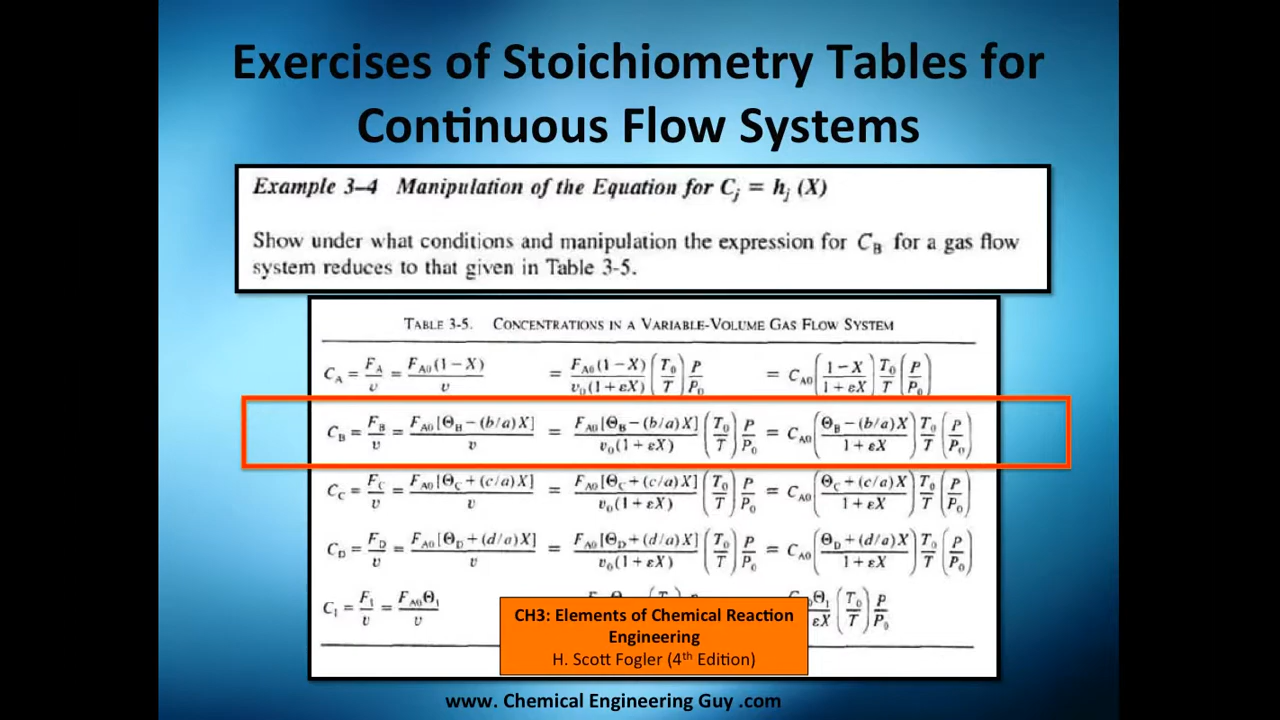 Exercises of Stoichiometry Tables for
Continuous Flow Systems
Example 3–4 Manipulation of the Equation for C_j = h_j (X)
Show under what conditions and manipulation the expression for C_B for a gas flow
system reduces to that given in Table 3-5.
TABLE 3-5. CONCENTRATIONS IN A VARIABLE-VOLUME GAS FLOW SYSTEM
C_A = F_A/υ = F_A0(1−X)/υ = F_A0(1−X)/υ_0(1+εX) (T_0/T) P/P_0 = C_A0 ((1−X)/(1+εX)) T_0/T (P/P_0)
C_B = F_B/υ = F_A0[Θ_B−(b/a)X]/υ = F_A0[Θ_B−(b/a)X]/υ_0(1+εX) (T_0/T) P/P_0 = C_A0 ((Θ_B−(b/a)X)/(1+εX)) T_0/T (P/P_0)
C_C = F_C/υ = F_A0[Θ_C+(c/a)X]/υ = F_A0[Θ_C+(c/a)X]/υ_0(1+εX) (T_0/T) P/P_0 = C_A0 ((Θ_C+(c/a)X)/(1+εX)) T_0/T (P/P_0)
C_D = F_D/υ = F_A0[Θ_D+(d/a)X]/υ = F_A0[Θ_D+(d/a)X]/υ_0(1+εX) (T_0/T) P/P_0 = C_A0 ((Θ_D+(d/a)X)/(1+εX)) T_0/T (P/P_0)
C_I = F_I/υ = F_A0Θ_I/υ (T_0/T) P/P_0
CH3: Elements of Chemical Reaction
Engineering
H. Scott Fogler (4th Edition)
www. Chemical Engineering Guy .com